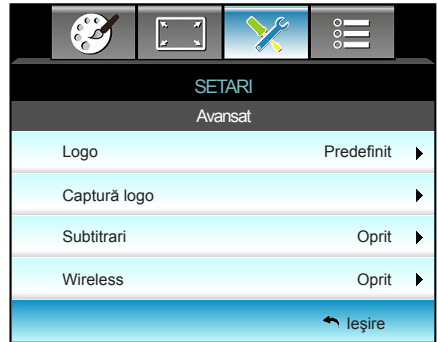 SETARI
Avansat
Logo Predefinit
Captură logo
Subtitrari Oprit
Wireless Oprit
Ieşire